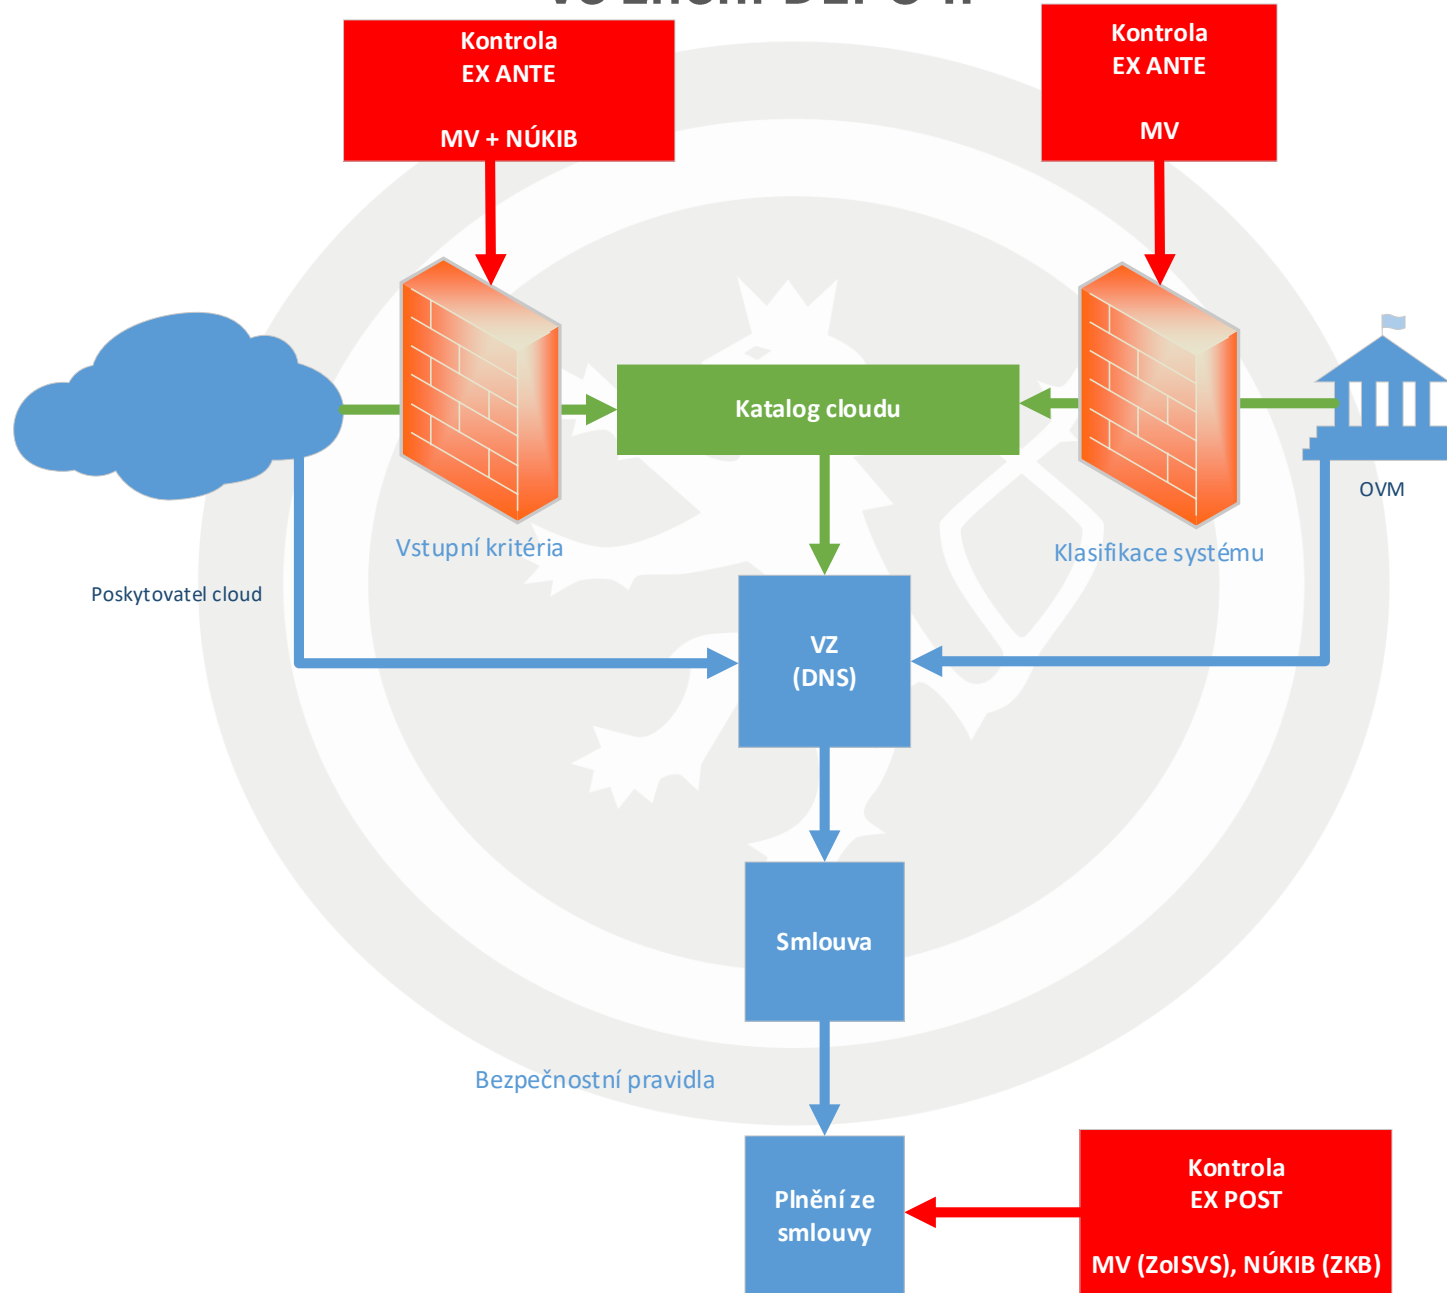 Kontrola
EX ANTE
MV + NÚKIB
Kontrola
EX ANTE
MV
Katalog cloudu
OVM
Vstupní kritéria
Klasifikace systému
Poskytovatel cloud
VZ
(DNS)
Smlouva
Bezpečnostní pravidla
Plnění ze
smlouvy
Kontrola
EX POST
MV (ZoISVS), NÚKIB (ZKB)